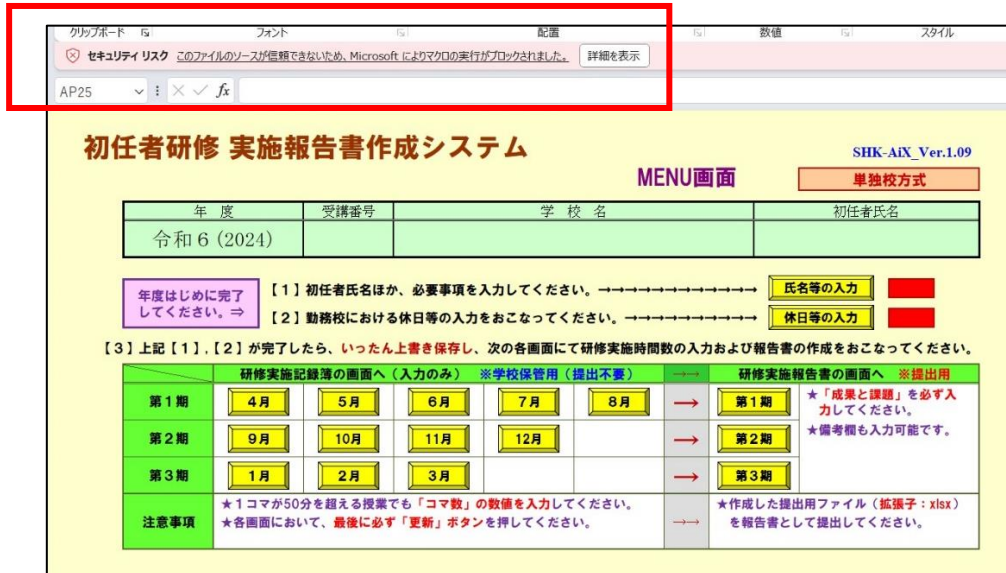 クリップボード フォント 配置 数値 スタイル
セキュリティ リスク このファイルのソースが信頼できないため、Microsoft によりマクロの実行がブロックされました。 詳細を表示
AP25 fx
初任者研修 実施報告書作成システム
SHK-AiX_Ver.1.09
MENU画面 単独校方式
年 度 受講番号 学 校 名 初任者氏名
令和６(2024)
年度はじめに完了
してください。⇒
【１】初任者氏名ほか、必要事項を入力してください。→→→→→→→→→→→→ 氏名等の入力
【２】勤務校における休日等の入力をおこなってください。→→→→→→→→→→ 休日等の入力
【３】上記【１】,【２】が完了したら、いったん上書き保存し、次の各画面にて研修実施時間数の入力および報告書の作成をおこなってください。
研修実施記録簿の画面へ（入力のみ） ※学校保管用（提出不要） →→ 研修実施報告書の画面へ ※提出用
第１期 ４月 ５月 ６月 ７月 ８月 → 第１期 ★「成果と課題」を必ず入
力してください。
★備考欄も入力可能です。
第２期 ９月 10月 11月 12月 → 第２期
第３期 １月 ２月 ３月 → 第３期
注意事項 ★１コマが50分を超える授業でも「コマ数」の数値を入力してください。
★各画面において、最後に必ず「更新」ボタンを押してください。
→→ ★作成した提出用ファイル（拡張子：xlsx）
を報告書として提出してください。